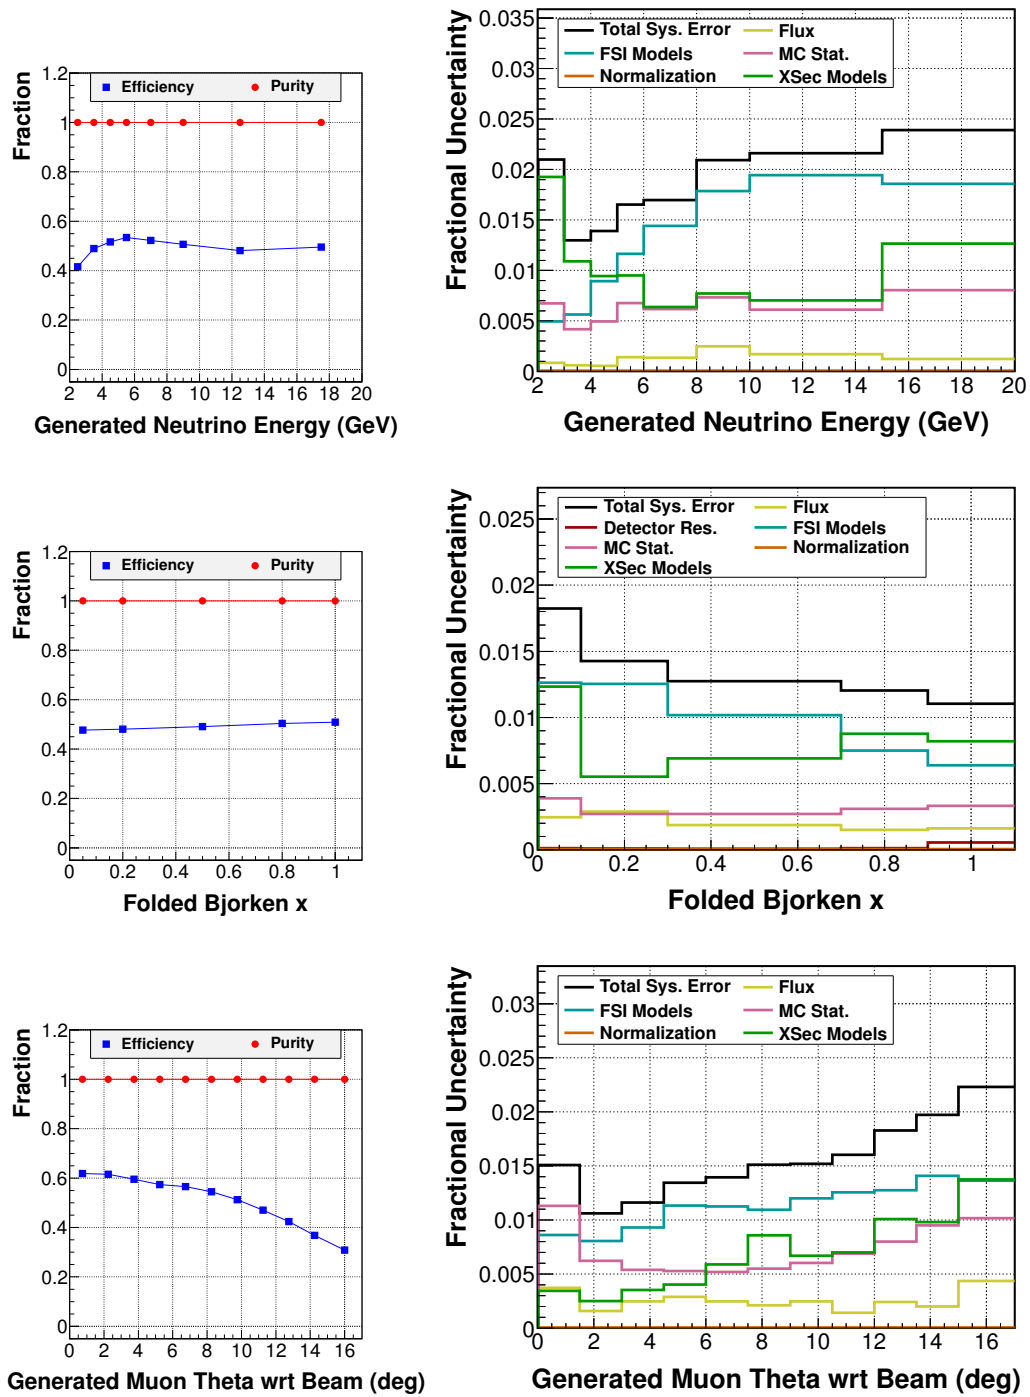 Fraction
1.2
1
0.8
0.6
0.4
0.2
0
Efficiency Purity
2 4 6 8 10 12 14 16 18 20
Generated Neutrino Energy (GeV)
Fractional Uncertainty
0.035
0.03
0.025
0.02
0.015
0.01
0.005
0
Total Sys. Error Flux
FSI Models MC Stat.
Normalization XSec Models
2 4 6 8 10 12 14 16 18 20
Generated Neutrino Energy (GeV)
Fraction
1.2
1
0.8
0.6
0.4
0.2
0
Efficiency Purity
0 0.2 0.4 0.6 0.8 1
Folded Bjorken x
Fractional Uncertainty
0.025
0.02
0.015
0.01
0.005
0
Total Sys. Error Flux
Detector Res. FSI Models
MC Stat. Normalization
XSec Models
0 0.2 0.4 0.6 0.8 1
Folded Bjorken x
Fraction
1.2
1
0.8
0.6
0.4
0.2
0
Efficiency Purity
0 2 4 6 8 10 12 14 16
Generated Muon Theta wrt Beam (deg)
Fractional Uncertainty
0.03
0.025
0.02
0.015
0.01
0.005
0
Total Sys. Error Flux
FSI Models MC Stat.
Normalization XSec Models
0 2 4 6 8 10 12 14 16
Generated Muon Theta wrt Beam (deg)